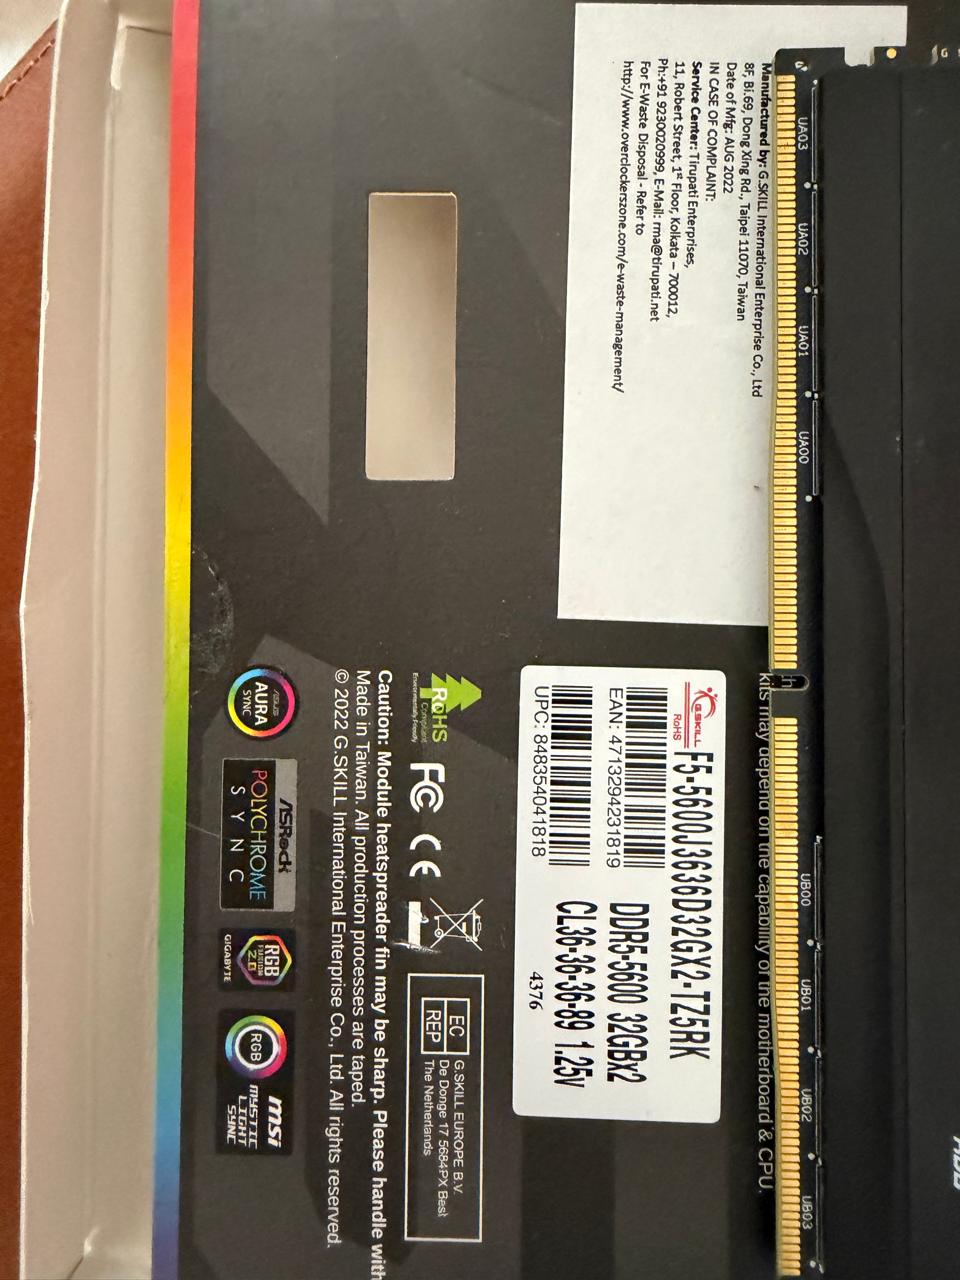 Manufactured by: G.SKILL International Enterprise Co., Ltd
8F, Bi.69, Dong Xing Rd., Taipei 11070, Taiwan
Date of Mfg: AUG 2022
IN CASE OF COMPLAINT:
Service Center: Tirupati Enterprises,
11, Robert Street, 1st Floor, Kolkata – 700012,
Ph:+91 9230020999, E-Mail: rma@tirupati.net
For E-Waste Disposal - Refer to
http://www.overclockerszone.com/e-waste-management/
UA03 UA02 UA01 UA00
UB00 UB01 UB02 UB03
kits may depend on the capability of the motherboard & CPU.
G.SKILL
RoHS
F5-5600J3636D32GX2-TZ5RK
EAN: 4713294231819
DDR5-5600 32GBx2
UPC: 848354041818
CL36-36-36-89 1.25v
4376
RoHS
Compliant
Environmentally Friendly
FC CE
EC REP
G.SKILL EUROPE B.V.
De Donge 17 5684PX Best
The Netherlands
Caution: Module heatspreader fin may be sharp. Please handle with
Made in Taiwan. All production processes are taped.
© 2022 G.SKILL International Enterprise Co., Ltd. All rights reserved.
ASUS
AURA
SYNC
ASRock
POLYCHROME
SYNC
RGB
FUSION
2.0
GIGABYTE
RGB
msi
MYSTIC
LIGHT
SYNC